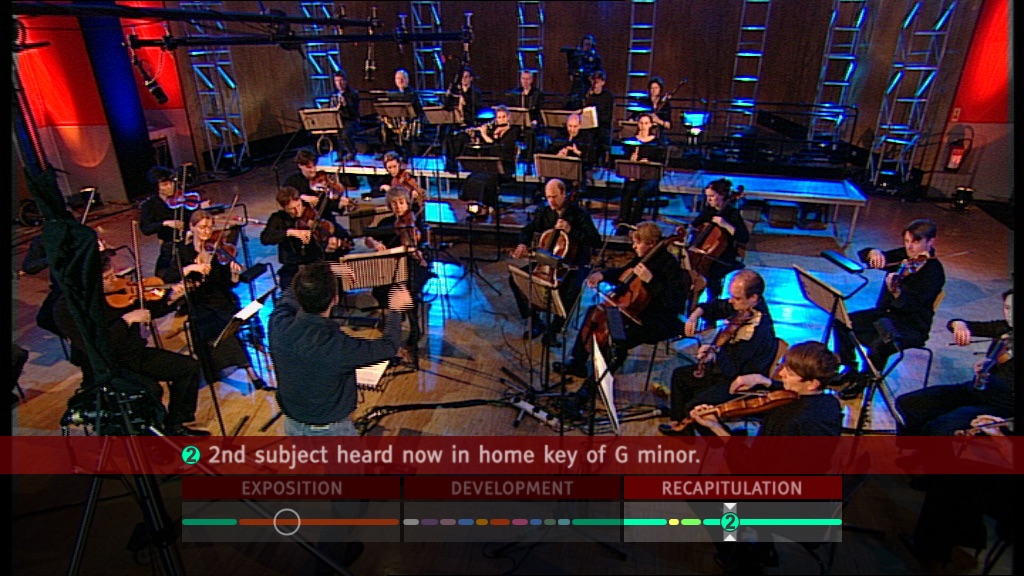 2 2nd subject heard now in home key of G minor.
EXPOSITION DEVELOPMENT RECAPITULATION
2